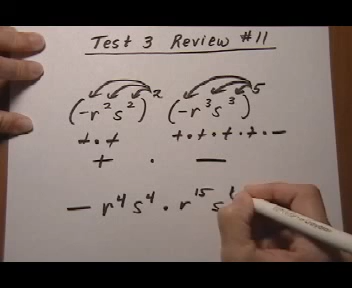 Test 3 Review #11
(-r²s²)² (-r³s³)⁵
+ · + + · + · + · + · -
+ · -
- r⁴s⁴ · r¹⁵s